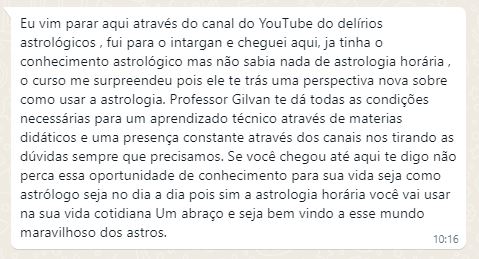 Eu vim parar aqui através do canal do YouTube do delírios
astrológicos , fui para o intargan e cheguei aqui, ja tinha o
conhecimento astrológico mas não sabia nada de astrologia horária ,
o curso me surpreendeu pois ele te trás uma perspectiva nova sobre
como usar a astrologia. Professor Gilvan te dá todas as condições
necessárias para um aprendizado técnico através de materias
didáticos e uma presença constante através dos canais nos tirando as
dúvidas sempre que precisamos. Se você chegou até aqui te digo não
perca essa oportunidade de conhecimento para sua vida seja como
astrólogo seja no dia a dia pois sim a astrologia horária você vai usar
na sua vida cotidiana Um abraço e seja bem vindo a esse mundo
maravilhoso dos astros.
10:16